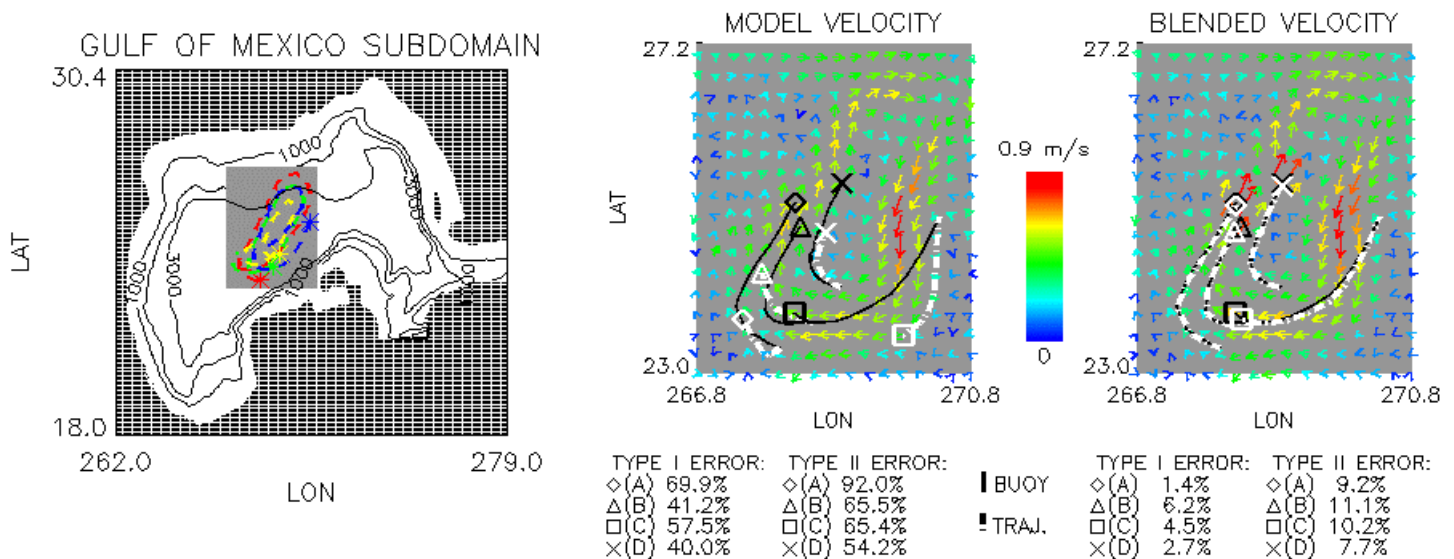 GULF OF MEXICO SUBDOMAIN
30.4
LAT
18.0
262.0
279.0
LON
1000
1000
3000
3000
1000
MODEL VELOCITY
27.2
LAT
23.0
266.8
270.8
LON
0.9 m/s
0
BLENDED VELOCITY
27.2
23.0
266.8
270.8
LON
TYPE I ERROR:
(A) 69.9%
(B) 41.2%
(C) 57.5%
(D) 40.0%
TYPE II ERROR:
(A) 92.0%
(B) 65.5%
(C) 65.4%
(D) 54.2%
BUOY
TRAJ.
TYPE I ERROR:
(A) 1.4%
(B) 6.2%
(C) 4.5%
(D) 2.7%
TYPE II ERROR:
(A) 9.2%
(B) 11.1%
(C) 10.2%
(D) 7.7%